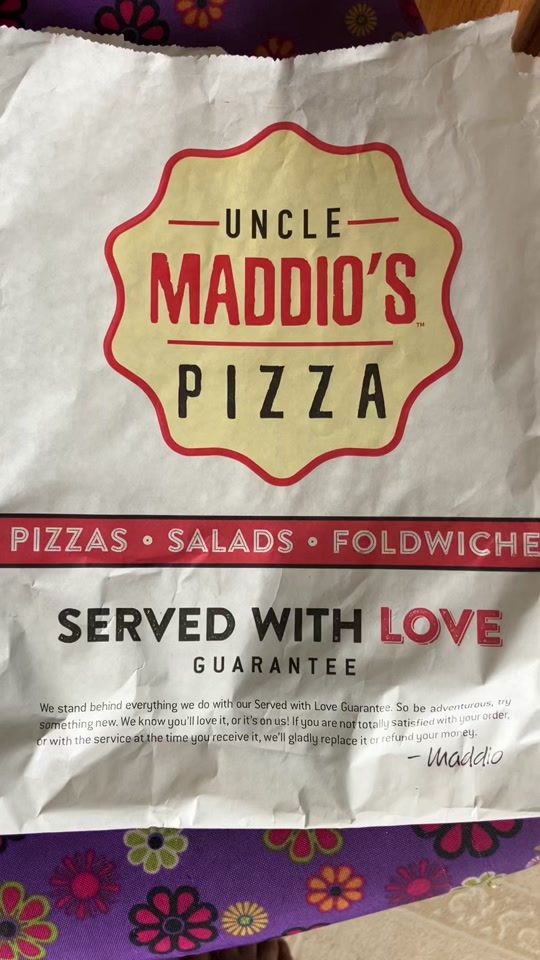 UNCLE
MADDIO'S™
PIZZA
PIZZAS • SALADS • FOLDWICHE
SERVED WITH LOVE
GUARANTEE
We stand behind everything we do with our Served with Love Guarantee. So be adventurous, try
something new. We know you'll love it, or it's on us! If you are not totally satisfied with your order,
or with the service at the time you receive it, we'll gladly replace it or refund your money.
– Maddio